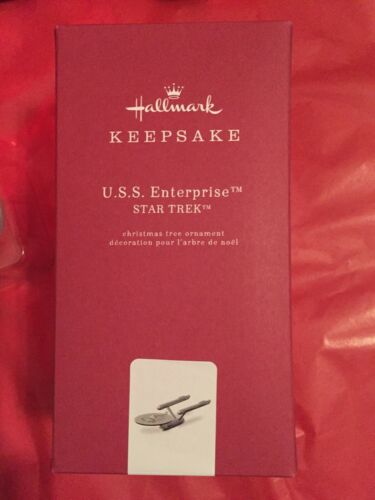 Hallmark
KEEPSAKE
U.S.S. Enterprise™
STAR TREK™
christmas tree ornament
décoration pour l'arbre de noël